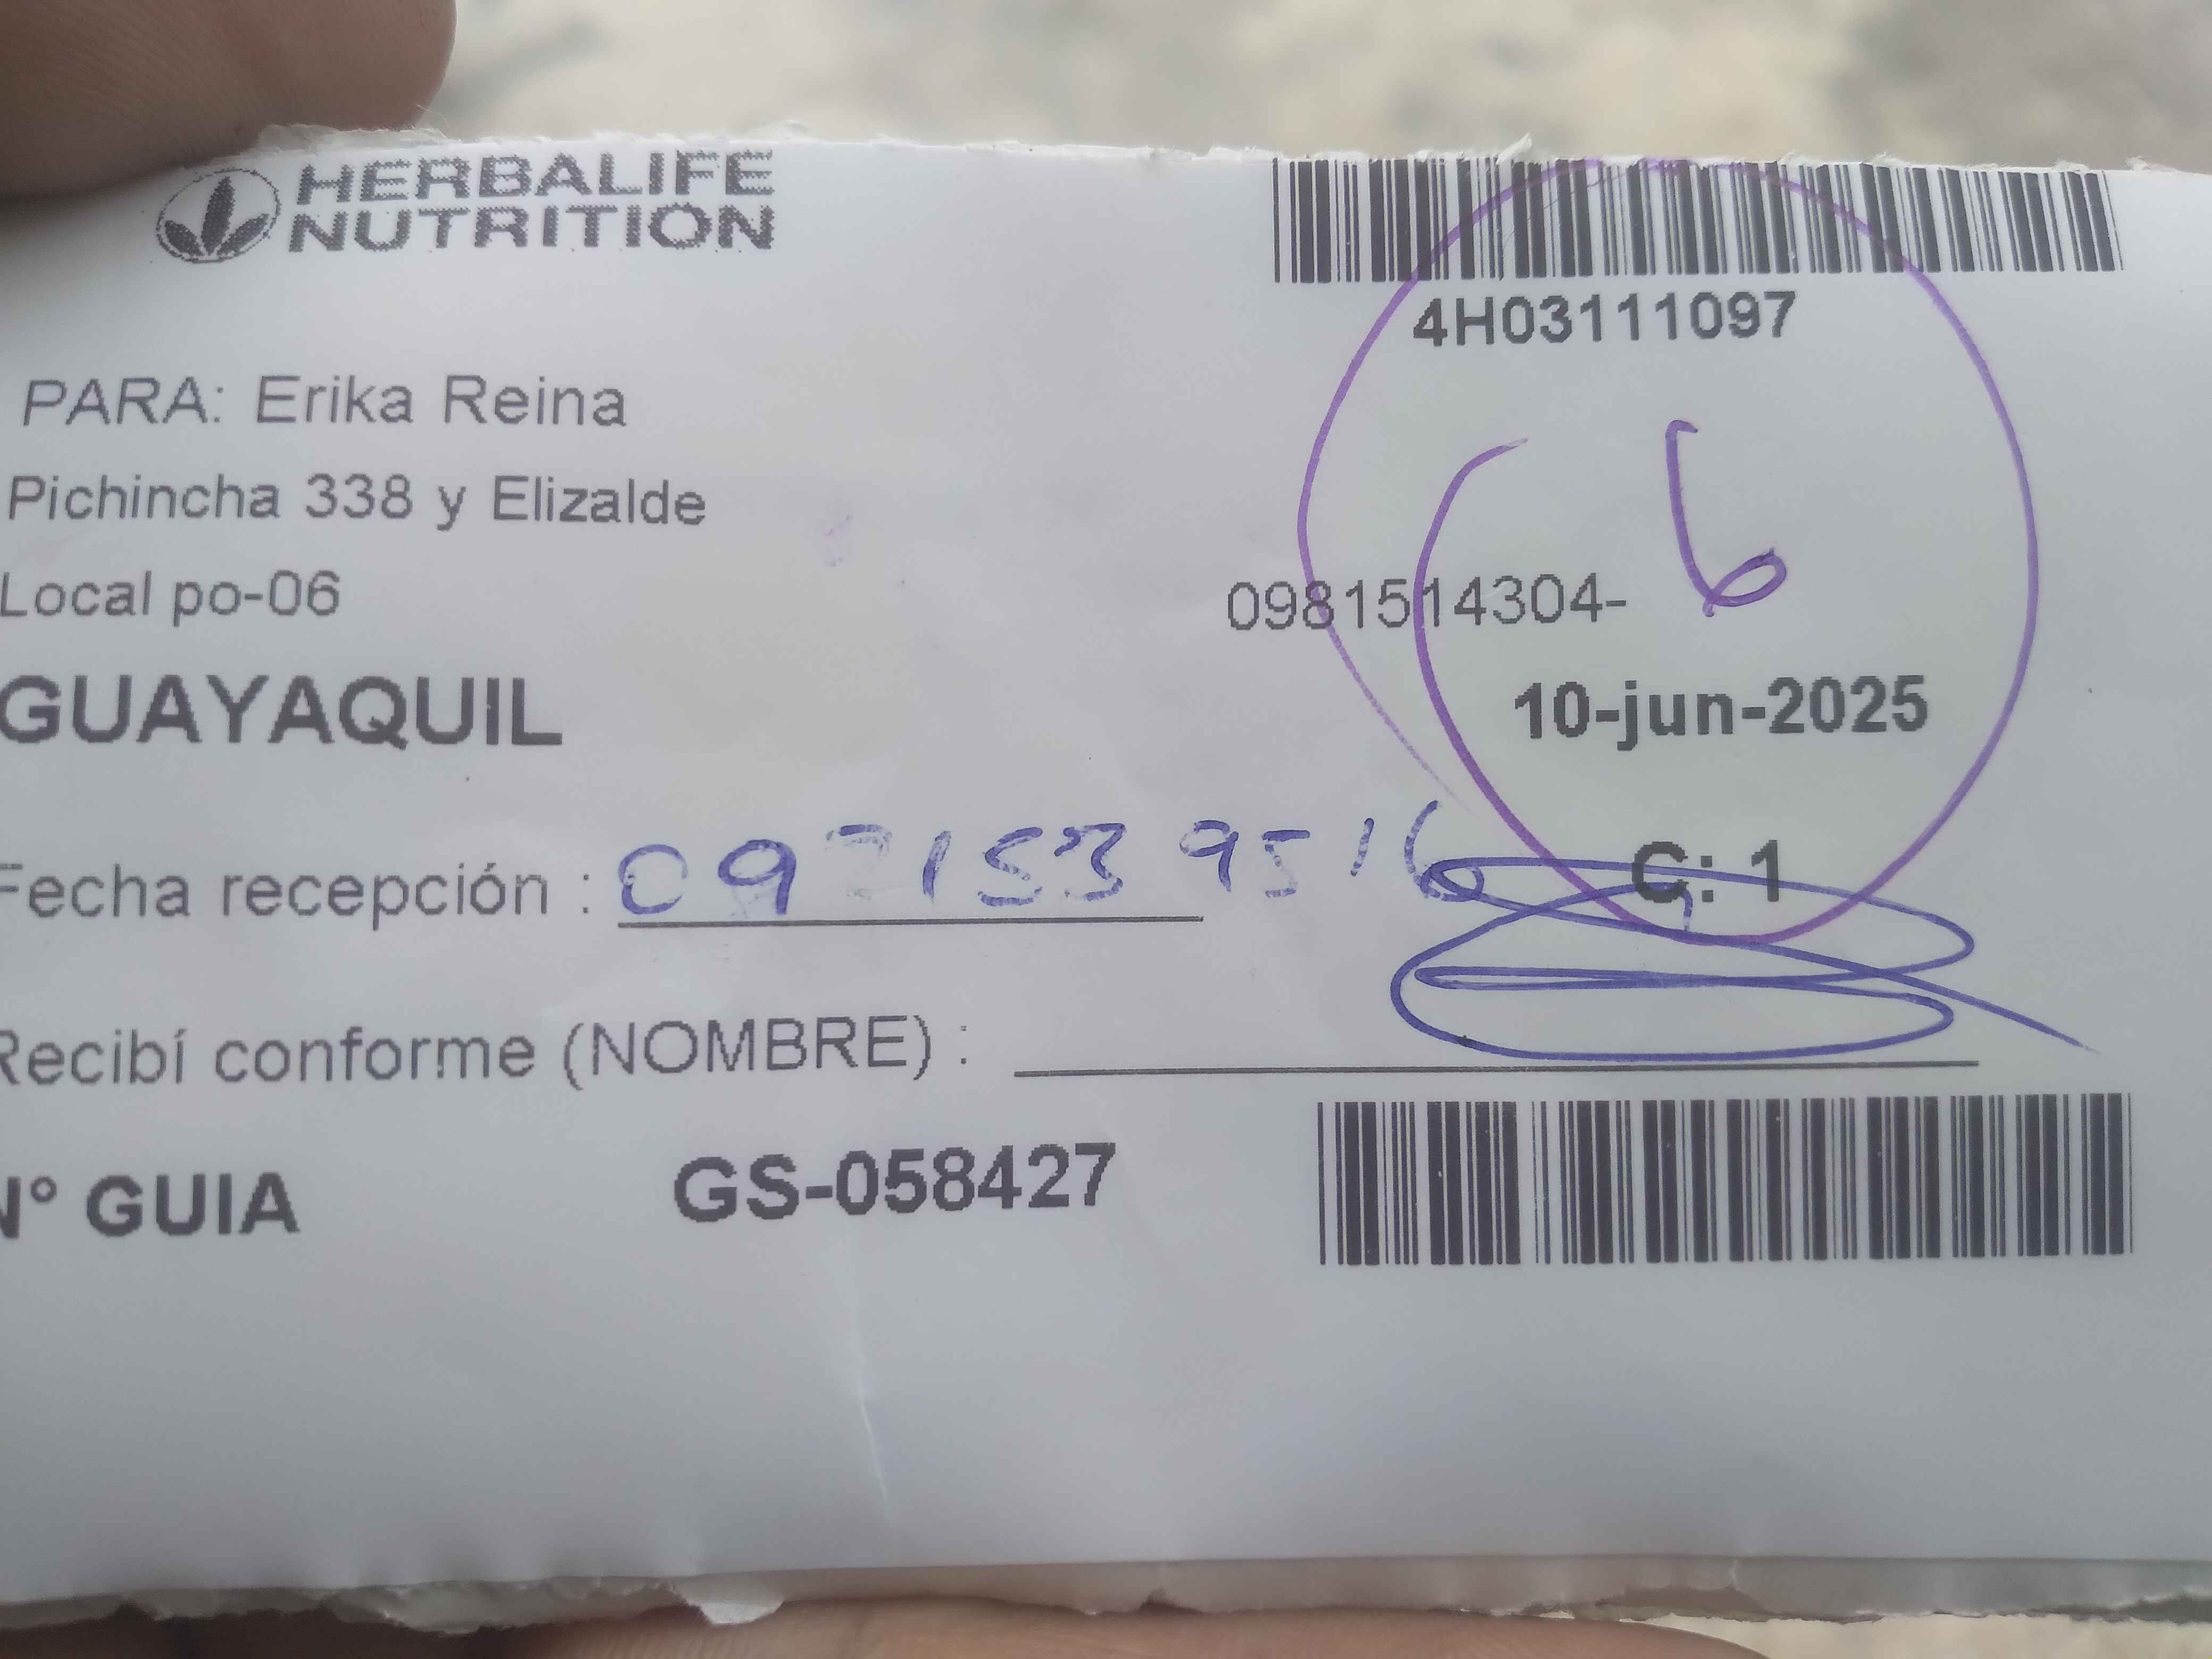 HERBALIFE
NUTRITION
4H03111097
PARA: Erika Reina
Pichincha 338 y Elizalde
6
Local po-06
0981514304-
GUAYAQUIL
10-jun-2025
C: 1
Fecha recepción :
Recibí conforme (NOMBRE) :
N° GUIA GS-058427